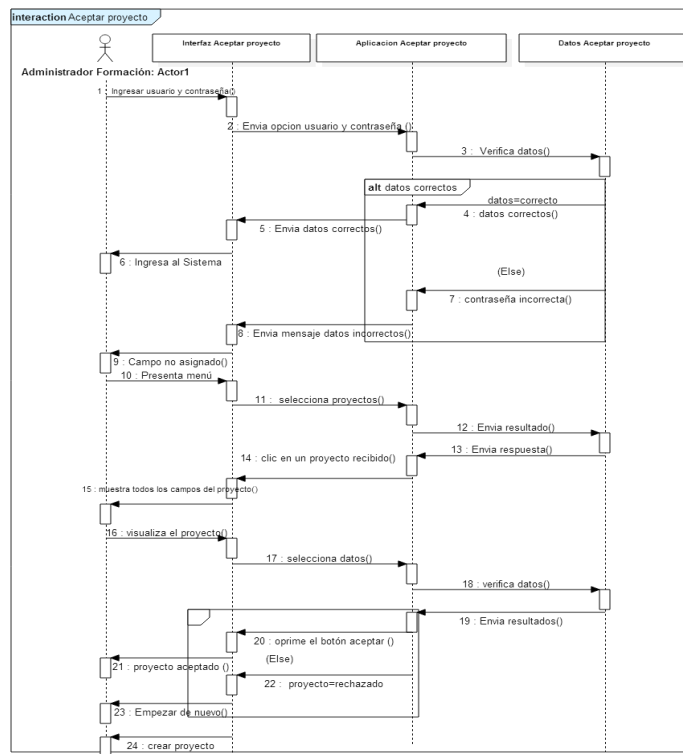 interaction Aceptar proyecto
Interfaz Aceptar proyecto
Aplicacion Aceptar proyecto
Datos Aceptar proyecto
Administrador Formación: Actor1
1 : Ingresar usuario y contraseña()
2 : Envia opcion usuario y contraseña ()
3 : Verifica datos()
alt datos correctos
datos=correcto
4 : datos correctos()
5 : Envia datos correctos()
6 : Ingresa al Sistema
(Else)
7 : contraseña incorrecta()
8 : Envia mensaje datos incorrectos()
9 : Campo no asignado()
10 : Presenta menú
11 : selecciona proyectos()
12 : Envia resultado()
13 : Envia respuesta()
14 : clic en un proyecto recibido()
15 : muestra todos los campos del proyecto()
16 : visualiza el proyecto()
17 : selecciona datos()
18 : verifica datos()
19 : Envia resultados()
20 : oprime el botón aceptar ()
(Else)
21 : proyecto aceptado ()
22 : proyecto=rechazado
23 : Empezar de nuevo()
24 : crear proyecto